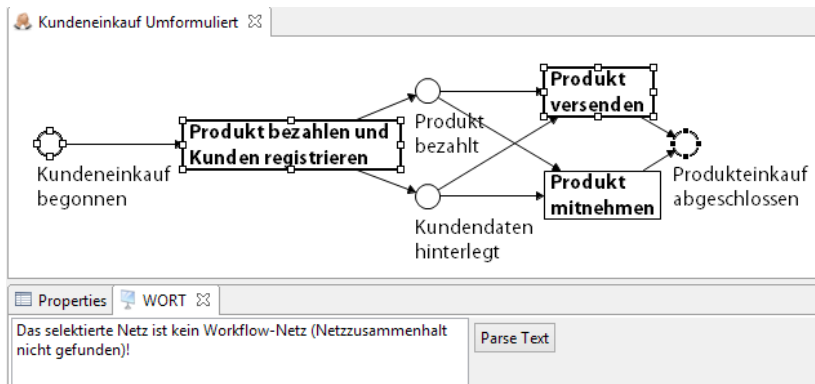 Kundeneinkauf Umformuliert
Produkt
versenden
Produkt bezahlen und
Kunden registrieren
Produkt
bezahlt
Kundeneinkauf
begonnen
Produkt
mitnehmen
Produkteinkauf
abgeschlossen
Kundendaten
hinterlegt
Properties
WORT
Das selektierte Netz ist kein Workflow-Netz (Netzzusammenhalt
nicht gefunden)!
Parse Text